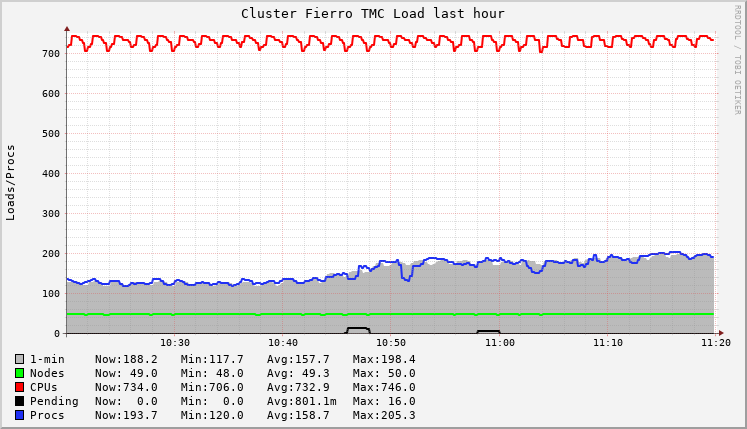 Cluster Fierro TMC Load last hour
RRDTOOL / TOBI OETIKER
Loads/Procs
700
600
500
400
300
200
100
0
10:30 10:40 10:50 11:00 11:10 11:20
1-min Now:188.2 Min:117.7 Avg:157.7 Max:198.4
Nodes Now: 49.0 Min: 48.0 Avg: 49.3 Max: 50.0
CPUs Now:734.0 Min:706.0 Avg:732.9 Max:746.0
Pending Now: 0.0 Min: 0.0 Avg:801.1m Max: 16.0
Procs Now:193.7 Min:120.0 Avg:158.7 Max:205.3